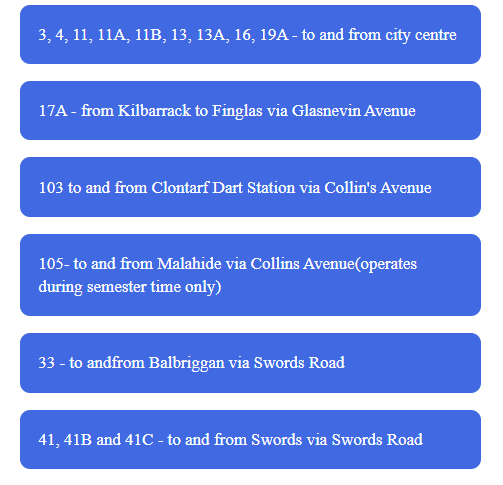 3, 4, 11, 11A, 11B, 13, 13A, 16, 19A - to and from city centre
17A - from Kilbarrack to Finglas via Glasnevin Avenue
103 to and from Clontarf Dart Station via Collin's Avenue
105- to and from Malahide via Collins Avenue(operates
during semester time only)
33 - to andfrom Balbriggan via Swords Road
41, 41B and 41C - to and from Swords via Swords Road